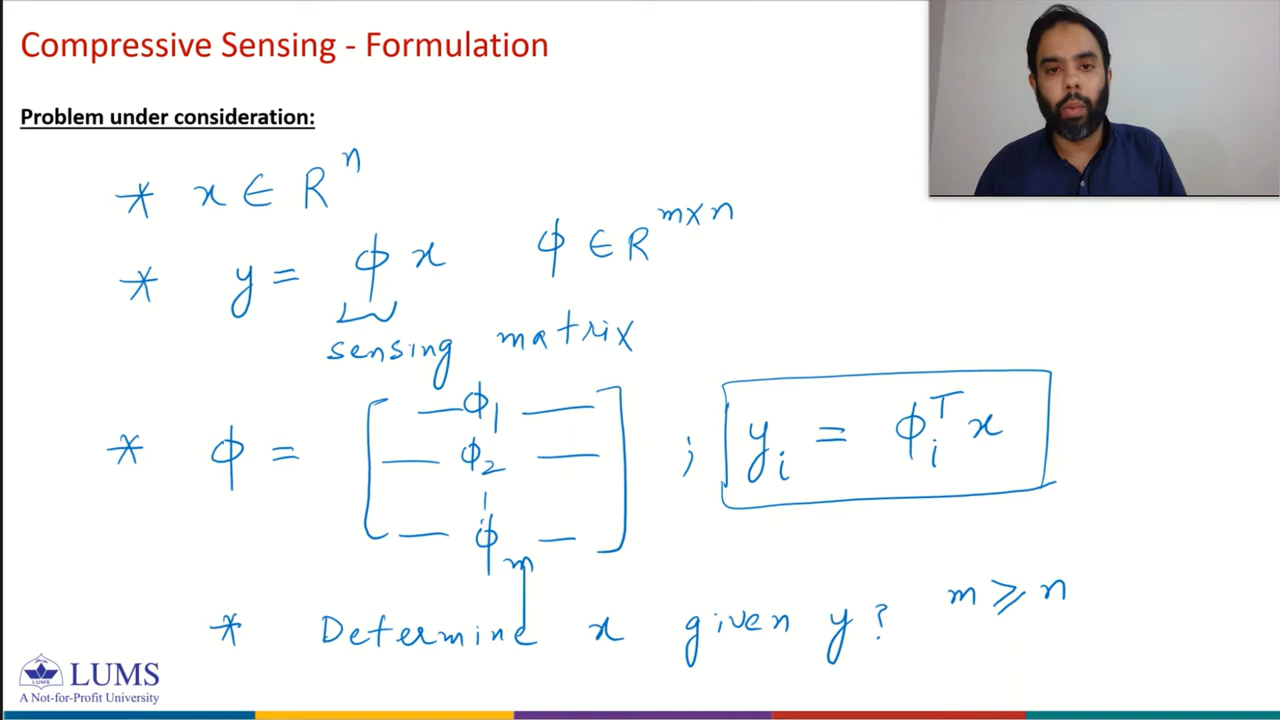 Compressive Sensing - Formulation
Problem under consideration:
* x ∈ R^n
* y = ϕ x    ϕ ∈ R^{m×n}
sensing matrix
* ϕ = [ — ϕ_1 — ; y_i = ϕ_i^T x
— ϕ_2 —
¦
— ϕ_m — ]
* Determine x given y? m ⩾ n
LUMS
LUMS
A Not-for-Profit University